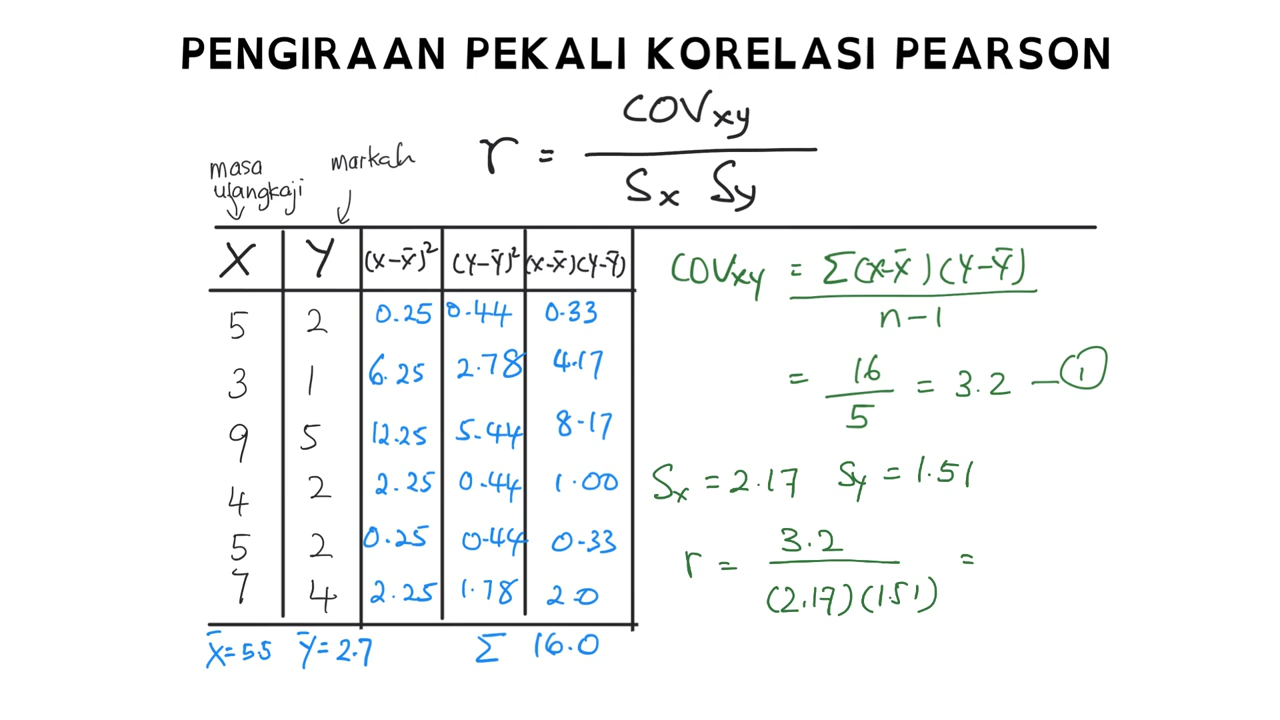 PENGIRAAN PEKALI KORELASI PEARSON
r = COVxy / Sx Sy
masa ulangkaji
markah
X Y (X-X̄)² (Y-Ȳ)² (X-X̄)(Y-Ȳ)
5 2 0.25 0.44 0.33
3 1 6.25 2.78 4.17
9 5 12.25 5.44 8.17
4 2 2.25 0.44 1.00
5 2 0.25 0.44 0.33
7 4 2.25 1.78 2.0
X̄=5.5 Ȳ=2.7 Σ 16.0
COVxy = Σ(X-X̄)(Y-Ȳ) / n-1
= 16 / 5 = 3.2 — ①
Sx = 2.17 Sy = 1.51
r = 3.2 / (2.17)(1.51) =